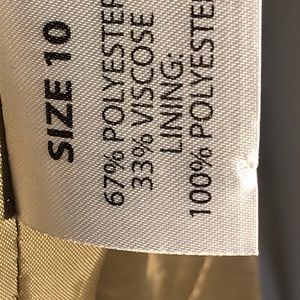 SIZE 10
67% POLYESTER
33% VISCOSE
LINING:
100% POLYESTER